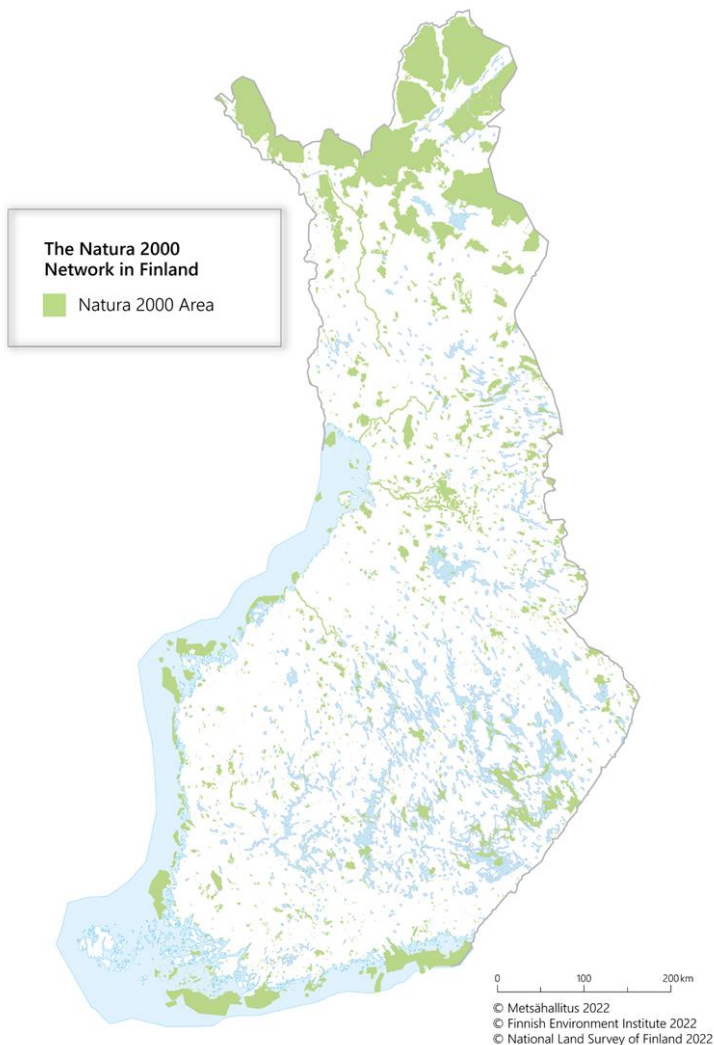 The Natura 2000
Network in Finland
Natura 2000 Area
0 100 200 km
© Metsähallitus 2022
© Finnish Environment Institute 2022
© National Land Survey of Finland 2022